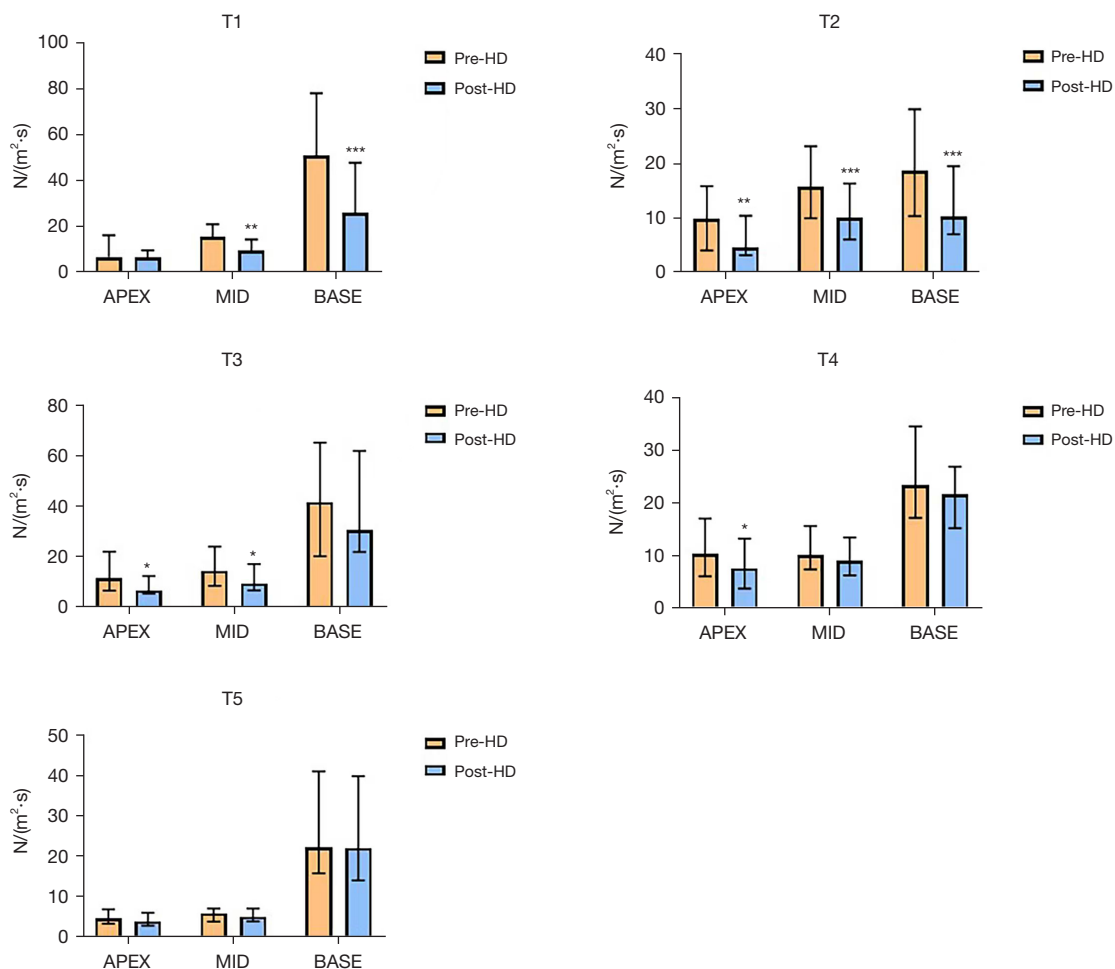 T1
100
80
60
40
20
0
N/(m²·s)
**
***
APEX MID BASE
Pre-HD
Post-HD
T2
40
30
20
10
0
N/(m²·s)
**
***
***
APEX MID BASE
Pre-HD
Post-HD
T3
80
60
40
20
0
N/(m²·s)
*
*
APEX MID BASE
Pre-HD
Post-HD
T4
40
30
20
10
0
N/(m²·s)
*
APEX MID BASE
Pre-HD
Post-HD
T5
50
40
30
20
10
0
N/(m²·s)
APEX MID BASE
Pre-HD
Post-HD